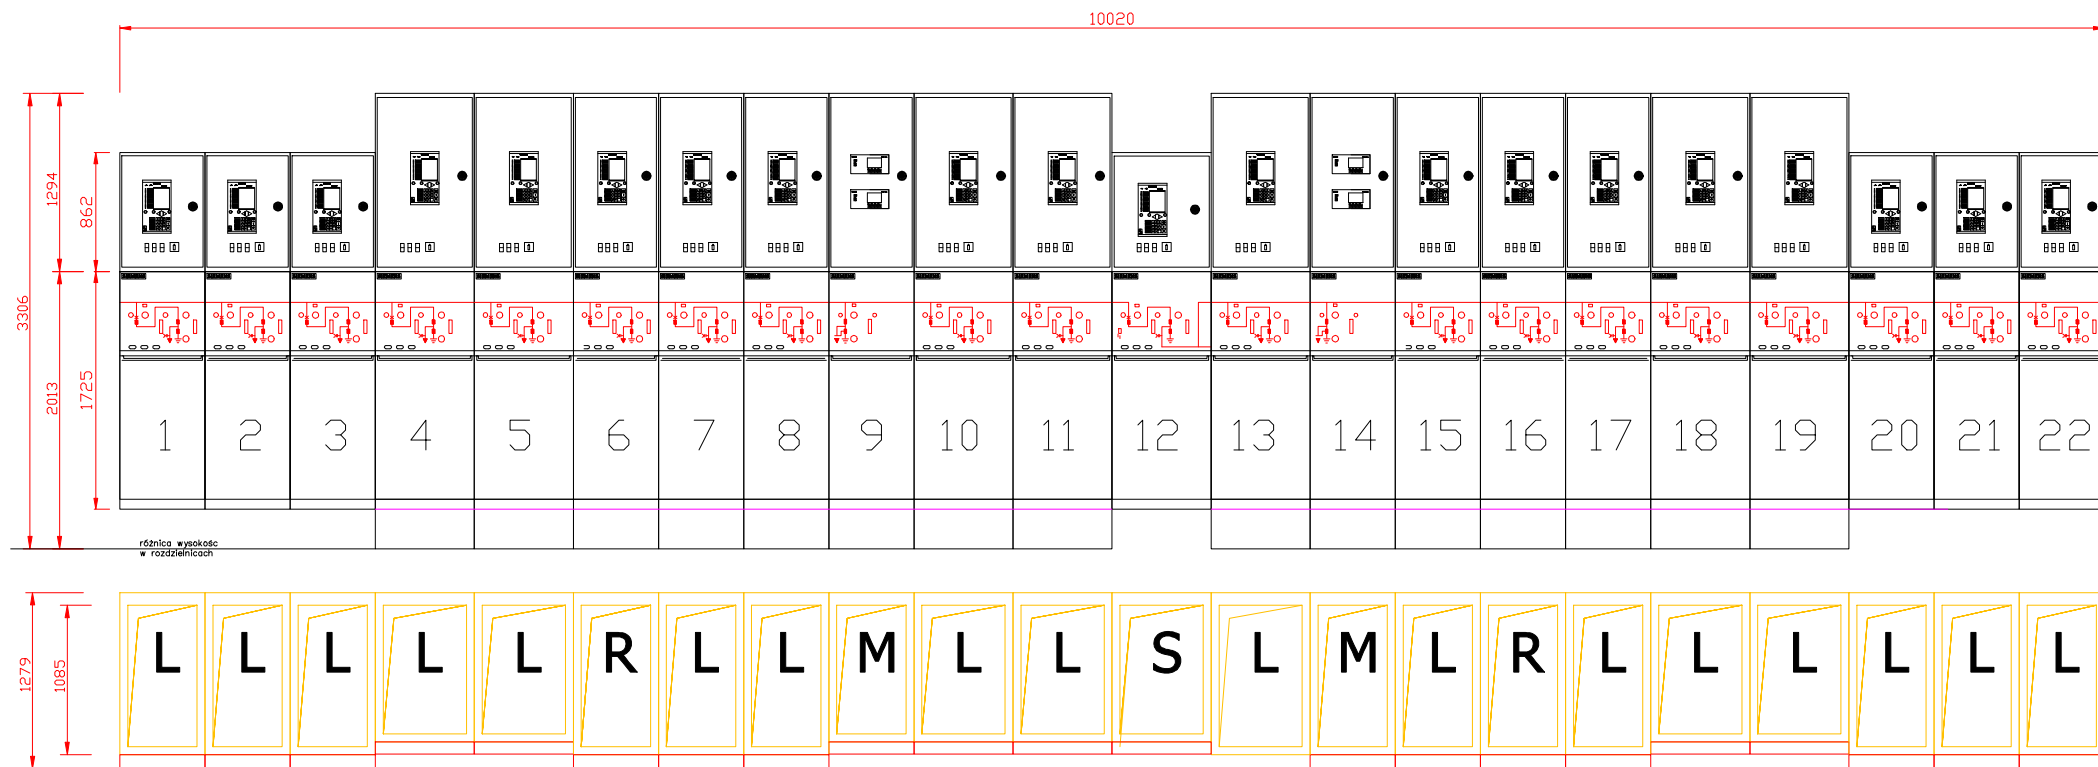 10020
1294
862
3306
2013
1725
1 2 3 4 5 6 7 8 9 10 11 12 13 14 15 16 17 18 19 20 21 22
różnica wysokośc
w rozdzielnicach
L L L L L R L L M L L S L M L R L L L L L L
1279
1085